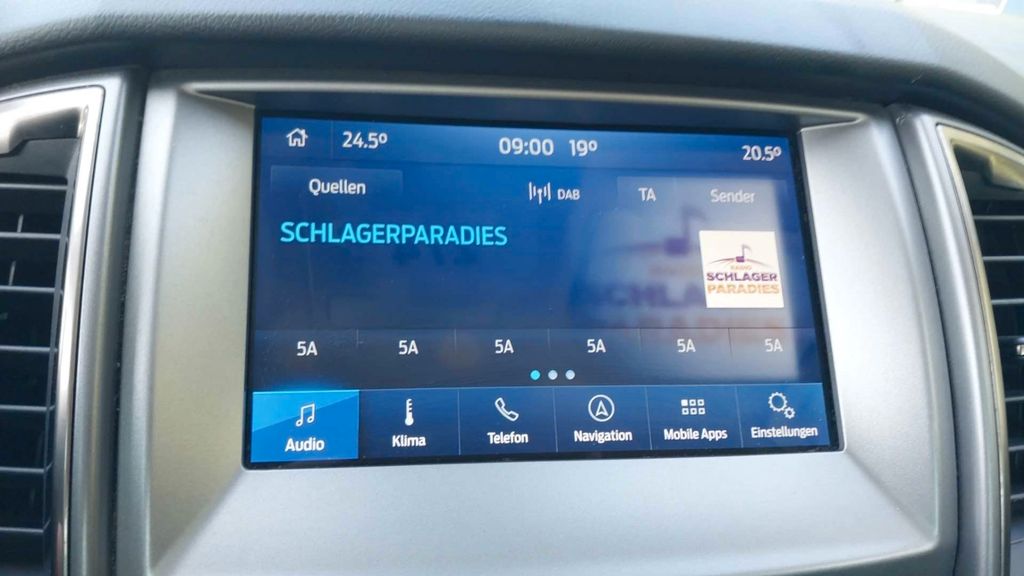 24.5° 09:00 19° 20.5°
Quellen DAB TA Sender
SCHLAGERPARADIES
RADIO
SCHLAGER
PARADIES
5A 5A 5A 5A 5A 5A
Audio Klima Telefon Navigation Mobile Apps Einstellungen